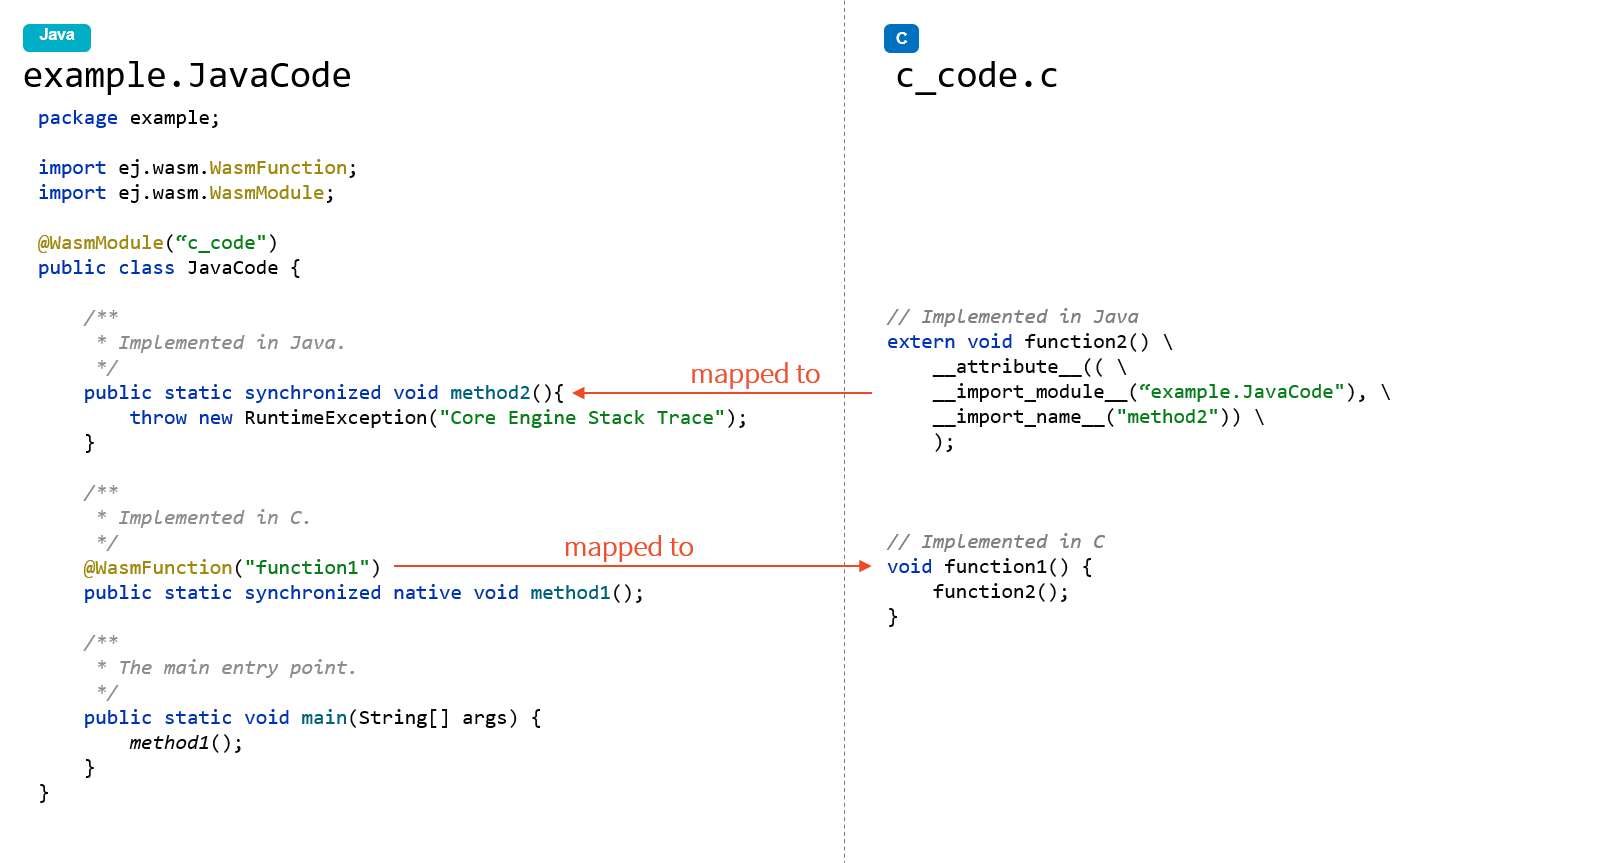 Java
example.JavaCode
package example;
import ej.wasm.WasmFunction;
import ej.wasm.WasmModule;
@WasmModule(“c_code")
public class JavaCode {
/**
* Implemented in Java.
*/
public static synchronized void method2(){
throw new RuntimeException("Core Engine Stack Trace");
}
/**
* Implemented in C.
*/
@WasmFunction("function1")
public static synchronized native void method1();
/**
* The main entry point.
*/
public static void main(String[] args) {
method1();
}
}
mapped to
mapped to
C
c_code.c
// Implemented in Java
extern void function2() \
__attribute__(( \
__import_module__(“example.JavaCode"), \
__import_name__("method2")) \
);
// Implemented in C
void function1() {
function2();
}